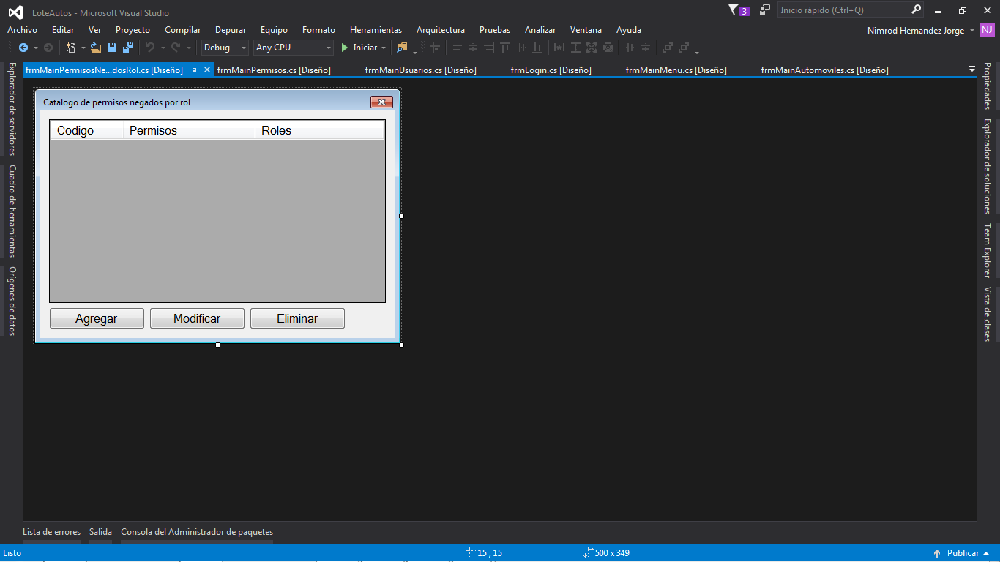 LoteAutos - Microsoft Visual Studio
3
Inicio rápido (Ctrl+Q)
Archivo Editar Ver Proyecto Compilar Depurar Equipo Formato Herramientas Arquitectura Pruebas Analizar Ventana Ayuda
Nimrod Hernandez Jorge NJ
Debug Any CPU Iniciar
frmMainPermisosNe...dosRol.cs [Diseño] frmMainPermisos.cs [Diseño] frmMainUsuarios.cs [Diseño] frmLogin.cs [Diseño] frmMainMenu.cs [Diseño] frmMainAutomoviles.cs [Diseño]
Explorador de servidores
Cuadro de herramientas
Orígenes de datos
Catalogo de permisos negados por rol
Codigo Permisos Roles
Agregar Modificar Eliminar
Propiedades
Explorador de soluciones
Team Explorer
Vista de clases
Lista de errores Salida Consola del Administrador de paquetes
Listo 15 , 15 500 x 349 Publicar